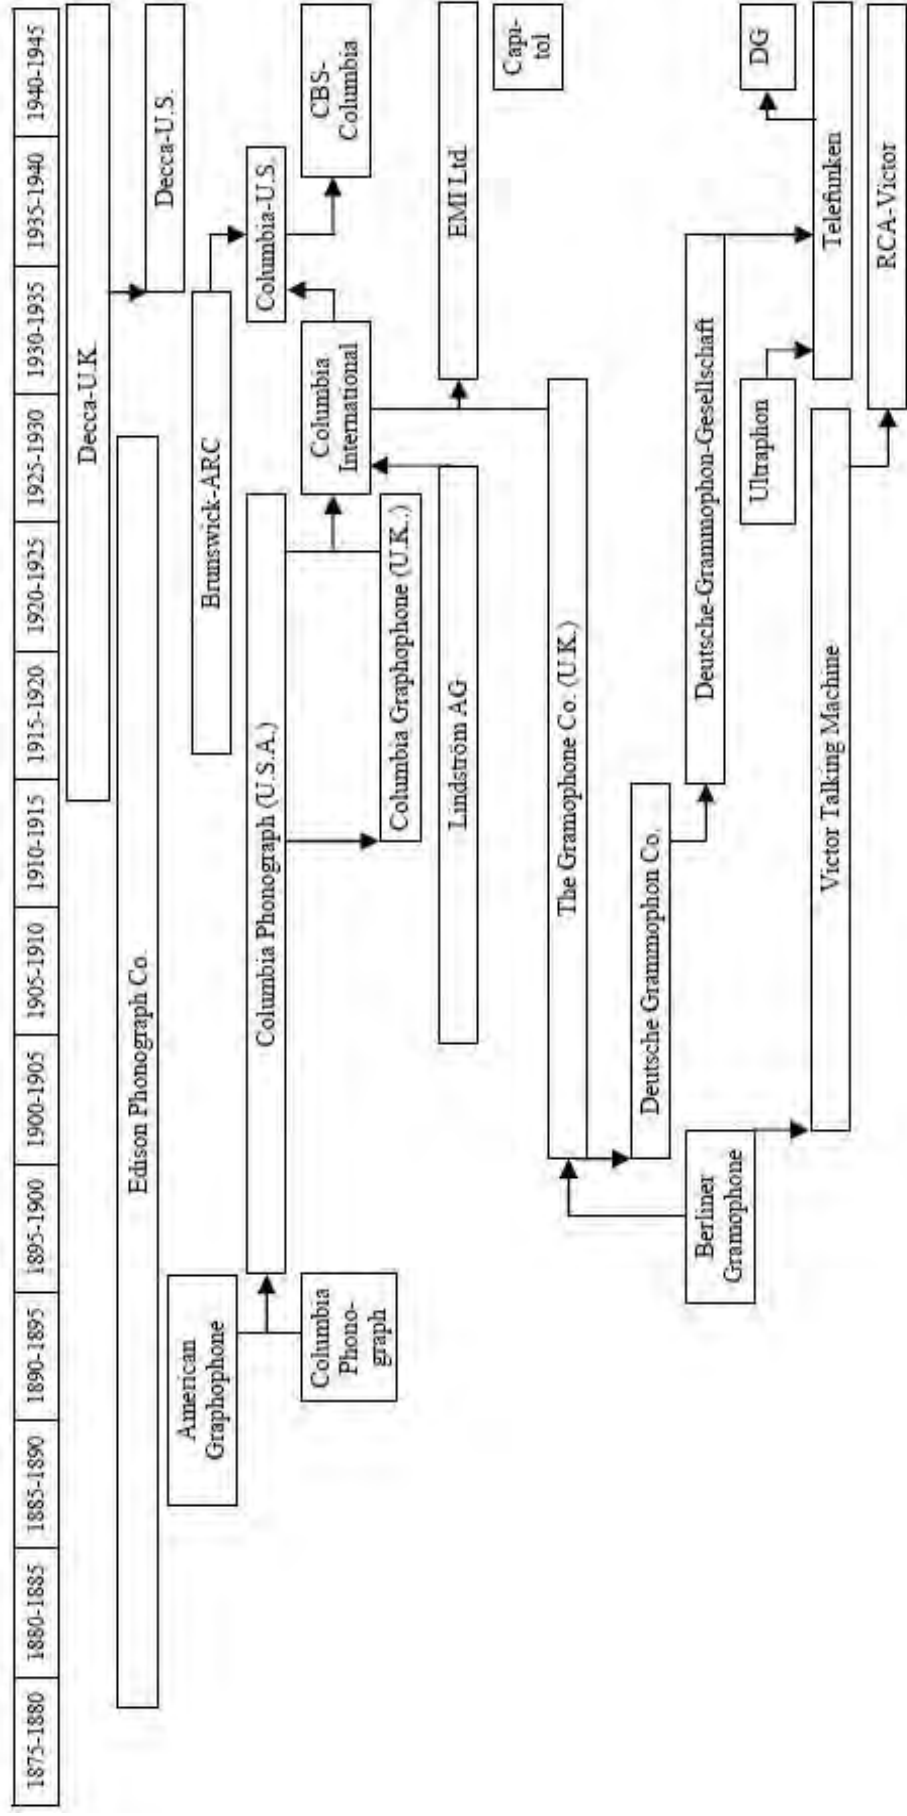 1875-1880 1880-1885 1885-1890 1890-1895 1895-1900 1900-1905 1905-1910 1910-1915 1915-1920 1920-1925 1925-1930 1930-1935 1935-1940 1940-1945
Decca-U.K.
Edison Phonograph Co.
Decca-U.S.
American
Graphophone
Brunswick-ARC
Columbia Phonograph (U.S.A.)
Columbia-U.S.
Columbia
Phono-
graph
Columbia
International
CBS-
Columbia
Columbia Graphophone (U.K..)
Lindström AG
EMI Ltd.
Capi-
tol
The Gramophone Co. (U.K.)
Deutsche Grammophon Co.
Berliner
Gramophone
Deutsche-Grammophon-Gesellschaft
Ultraphon
DG
Victor Talking Machine
Telefunken
RCA-Victor